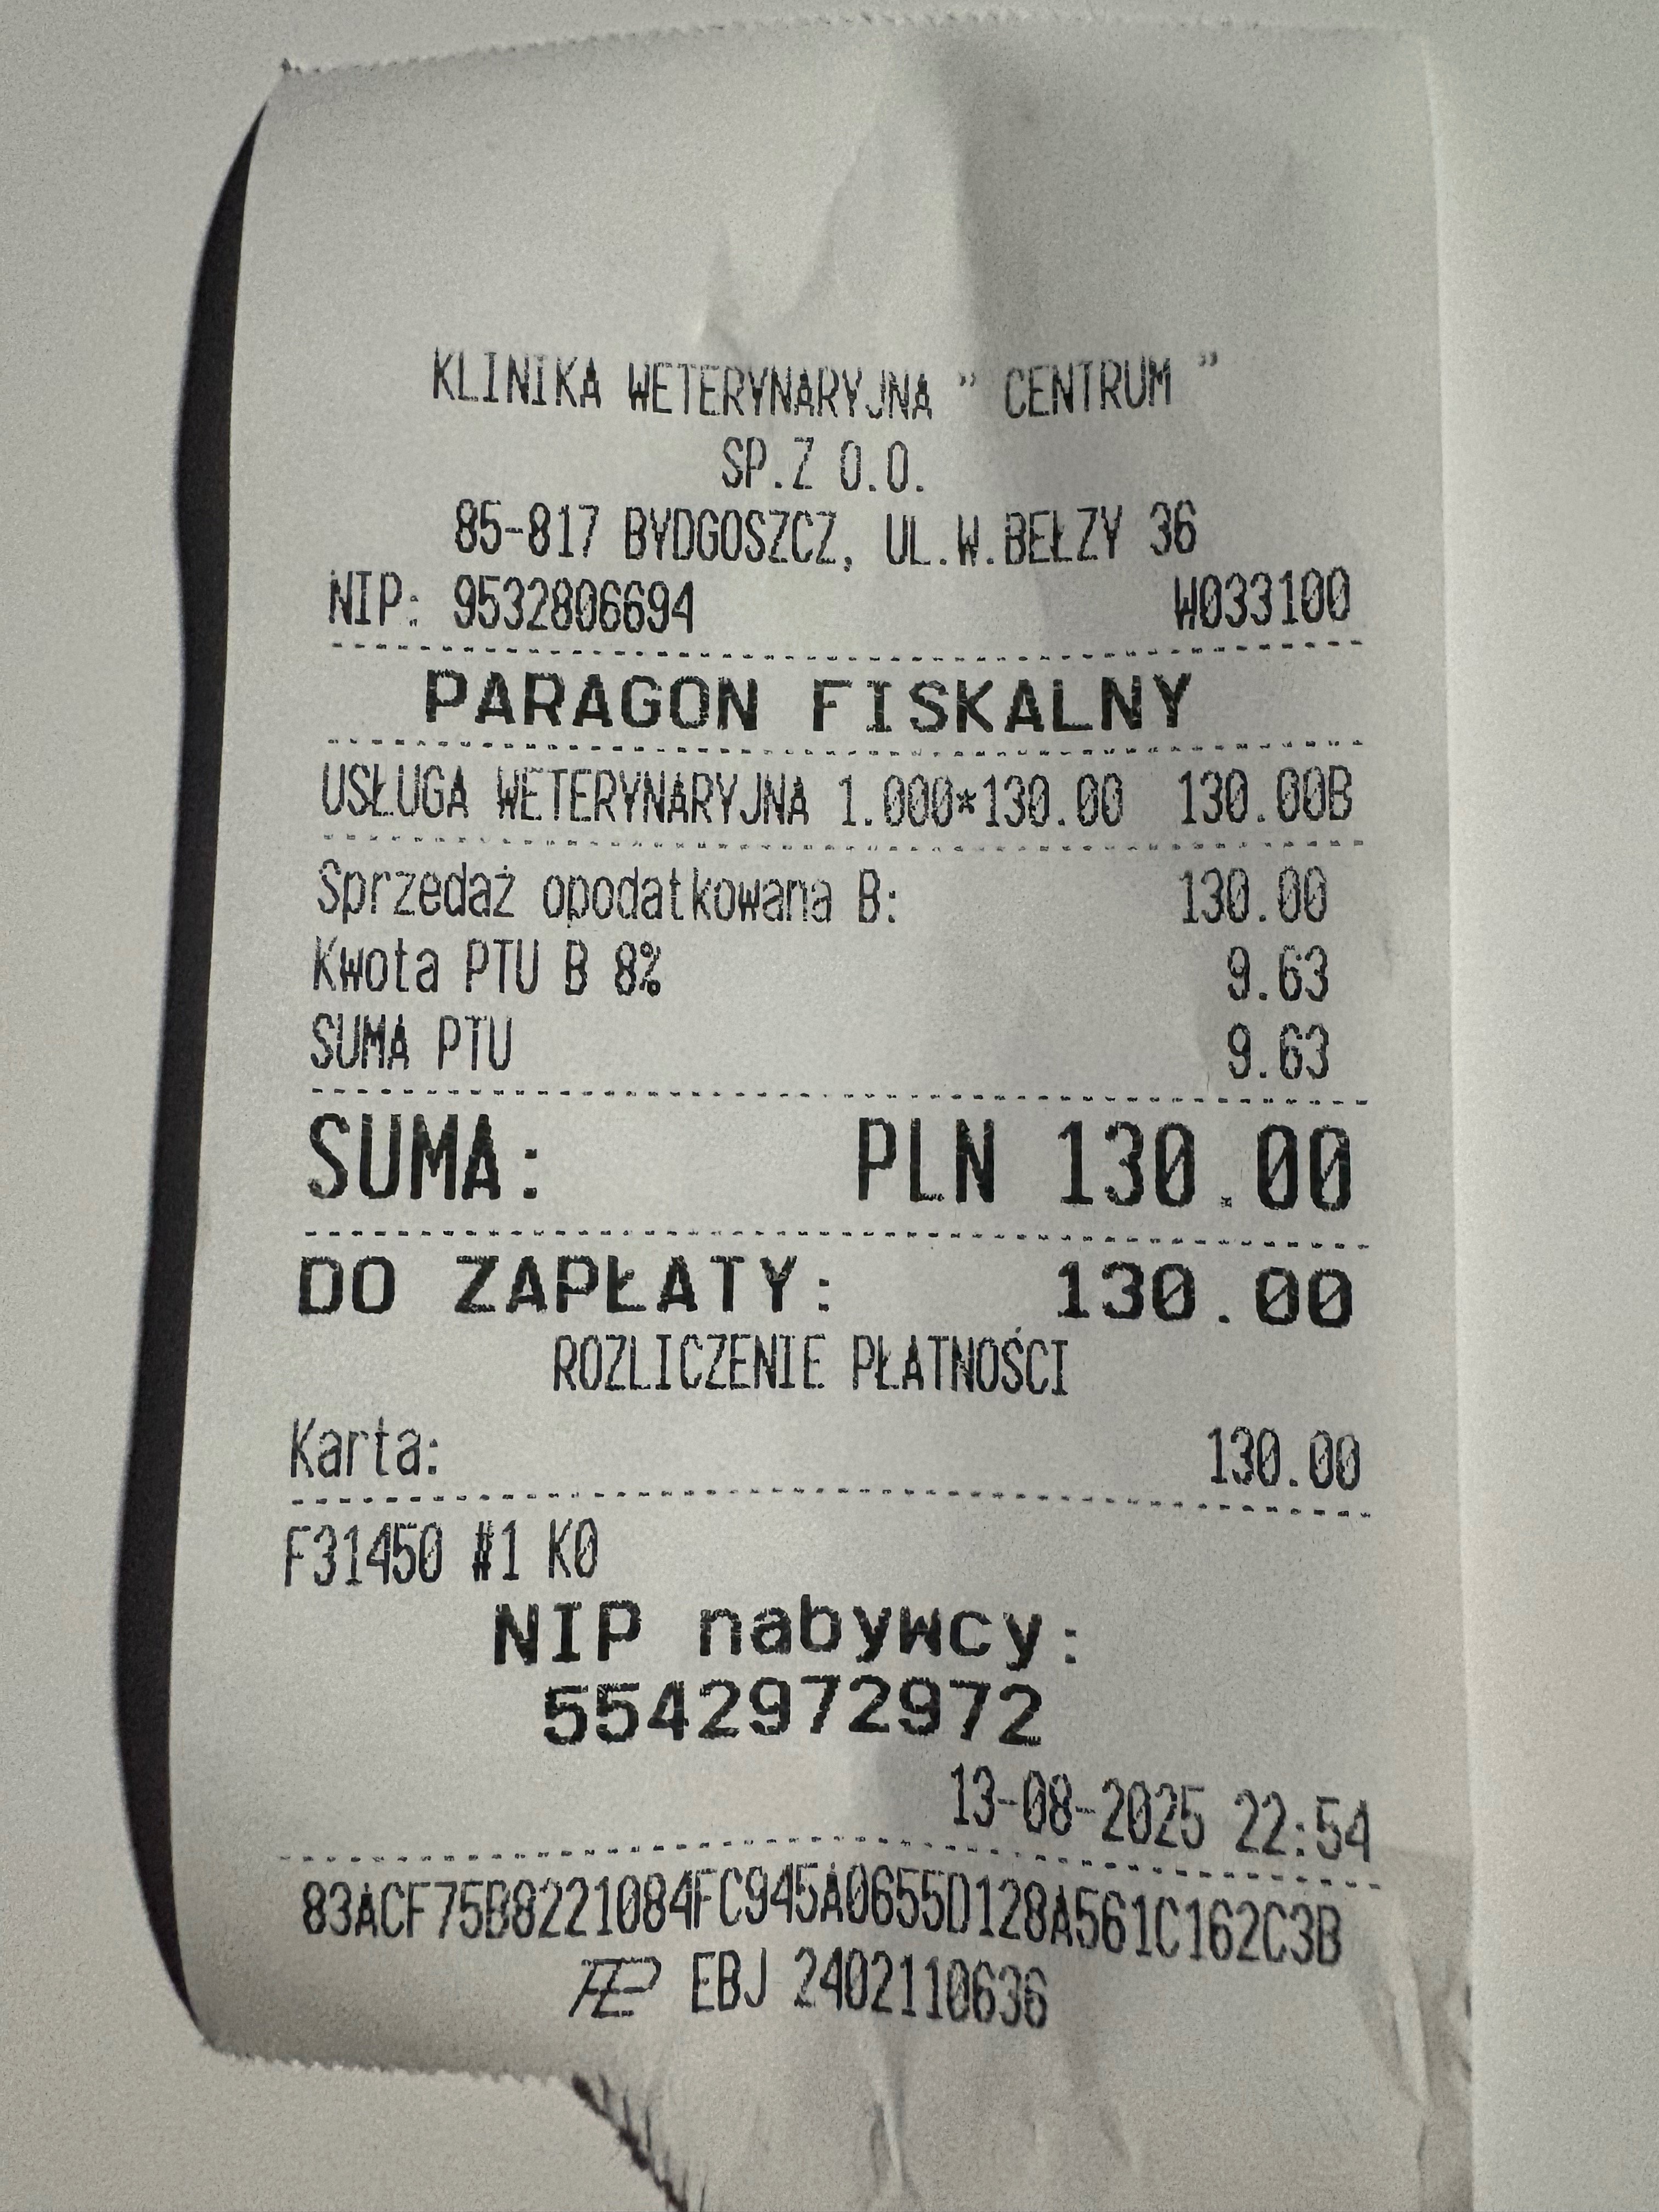 KLINIKA WETERYNARYJNA " CENTRUM "
SP.Z O.O.
85-817 BYDGOSZCZ, UL.W.BEŁZY 36
NIP: 9532806694 W033100
PARAGON FISKALNY
USŁUGA WETERYNARYJNA 1.000*130.00 130.00B
Sprzedaż opodatkowana B: 130.00
Kwota PTU B 8% 9.63
SUMA PTU 9.63
SUMA: PLN 130.00
DO ZAPŁATY: 130.00
ROZLICZENIE PŁATNOŚCI
Karta: 130.00
F31450 #1 K0
NIP nabywcy:
5542972972
13-08-2025 22:54
83ACF75B8221084FC945A0655D128A561C162C3B
EBJ 2402110636